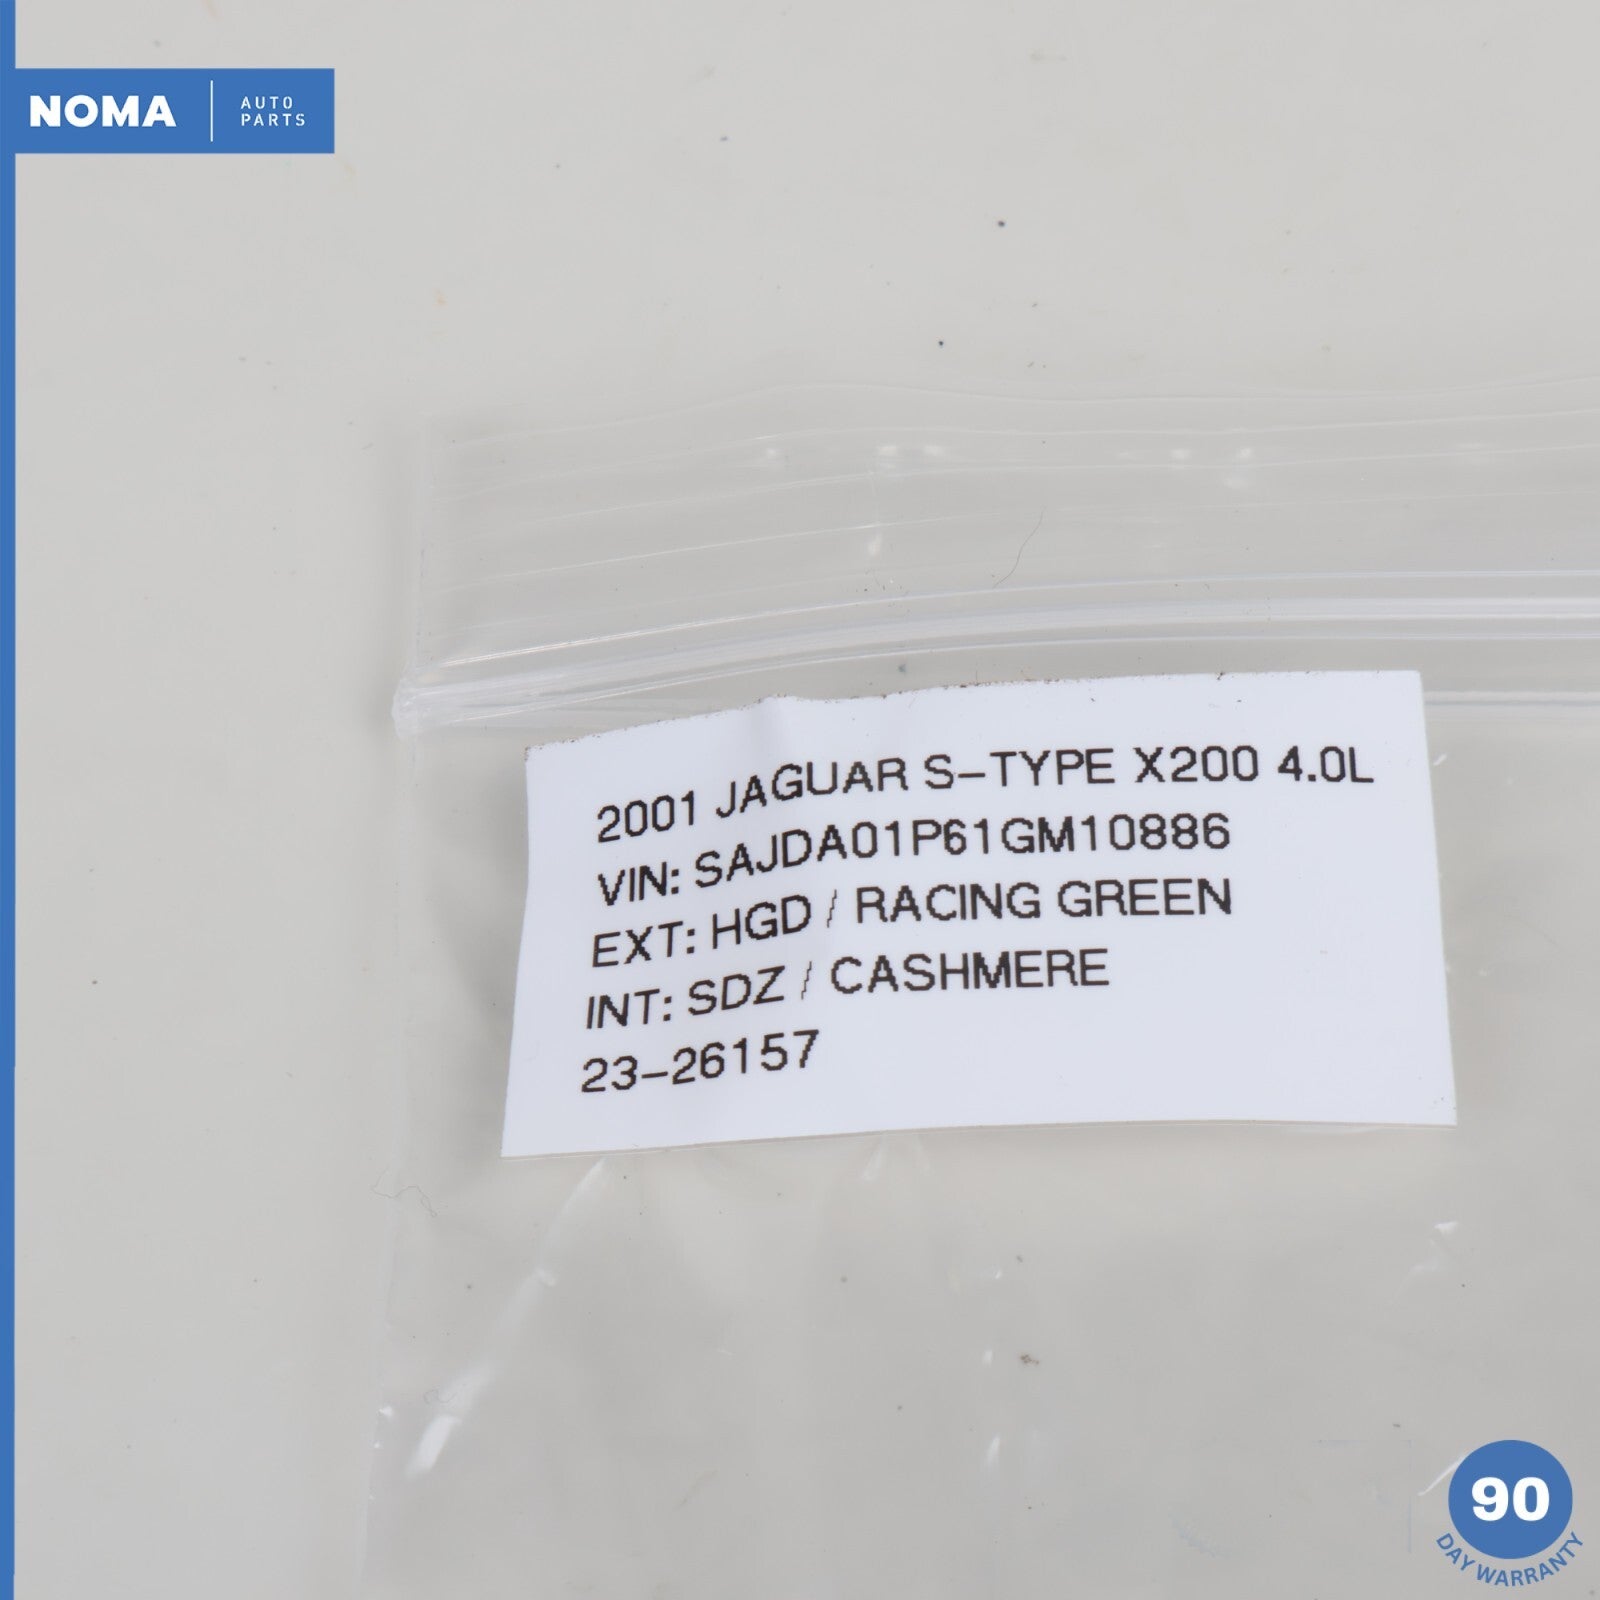 NOMA
AUTO
PARTS
2001 JAGUAR S-TYPE X200 4.0L
VIN: SAJDA01P61GM10886
EXT: HGD / RACING GREEN
INT: SDZ / CASHMERE
23-26157
90
DAY WARRANTY